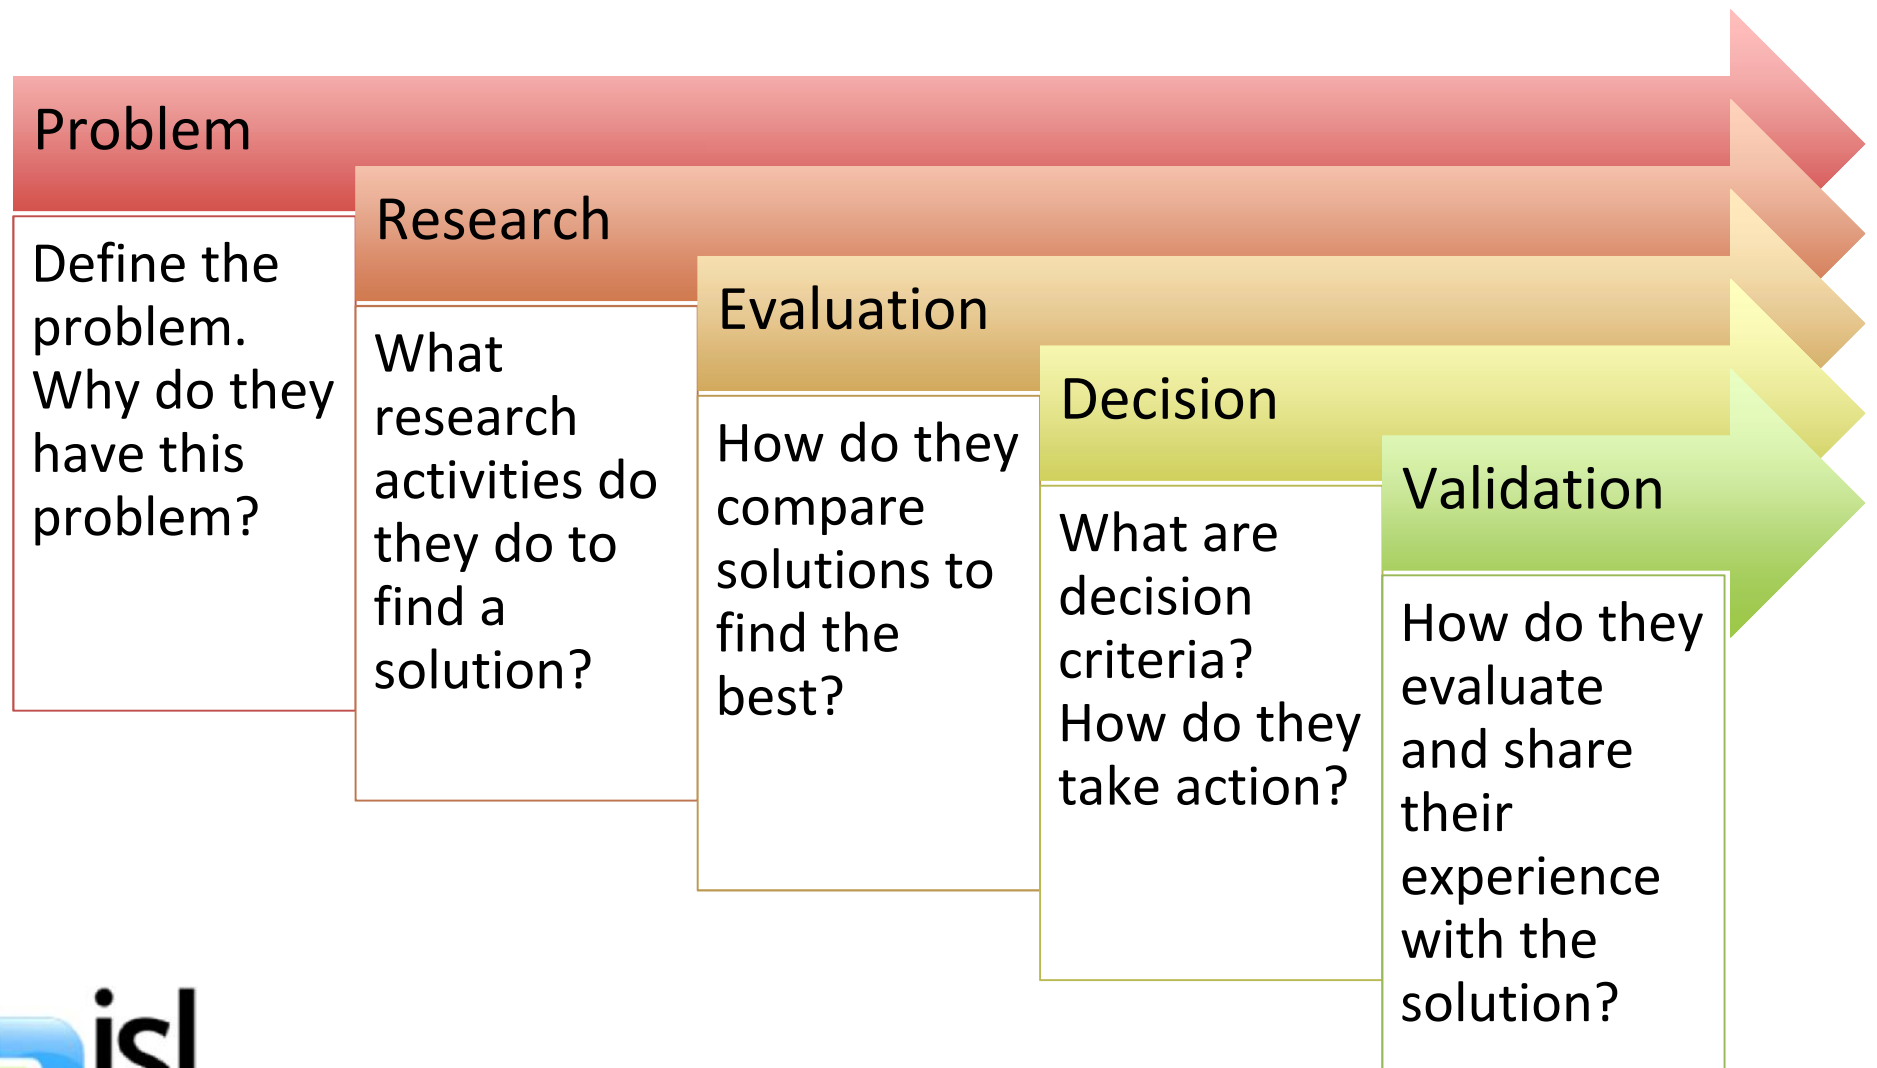 Problem
Define the
problem.
Why do they
have this
problem?
Research
What
research
activities do
they do to
find a
solution?
Evaluation
How do they
compare
solutions to
find the
best?
Decision
What are
decision
criteria?
How do they
take action?
Validation
How do they
evaluate
and share
their
experience
with the
solution?
isl